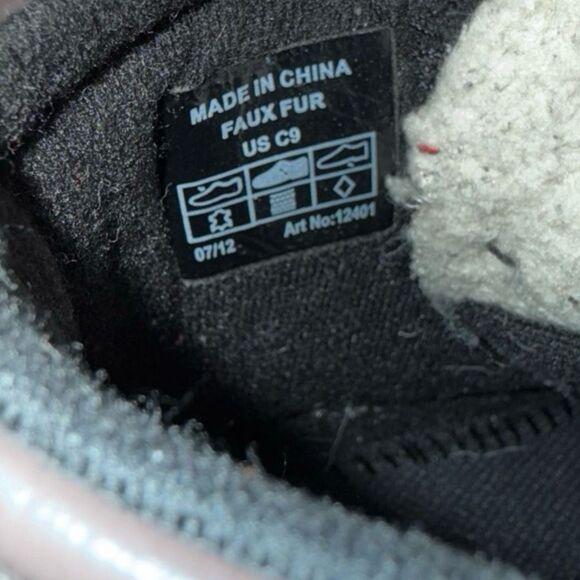 MADE IN CHINA
FAUX FUR
US C9
07/12 Art No:12401